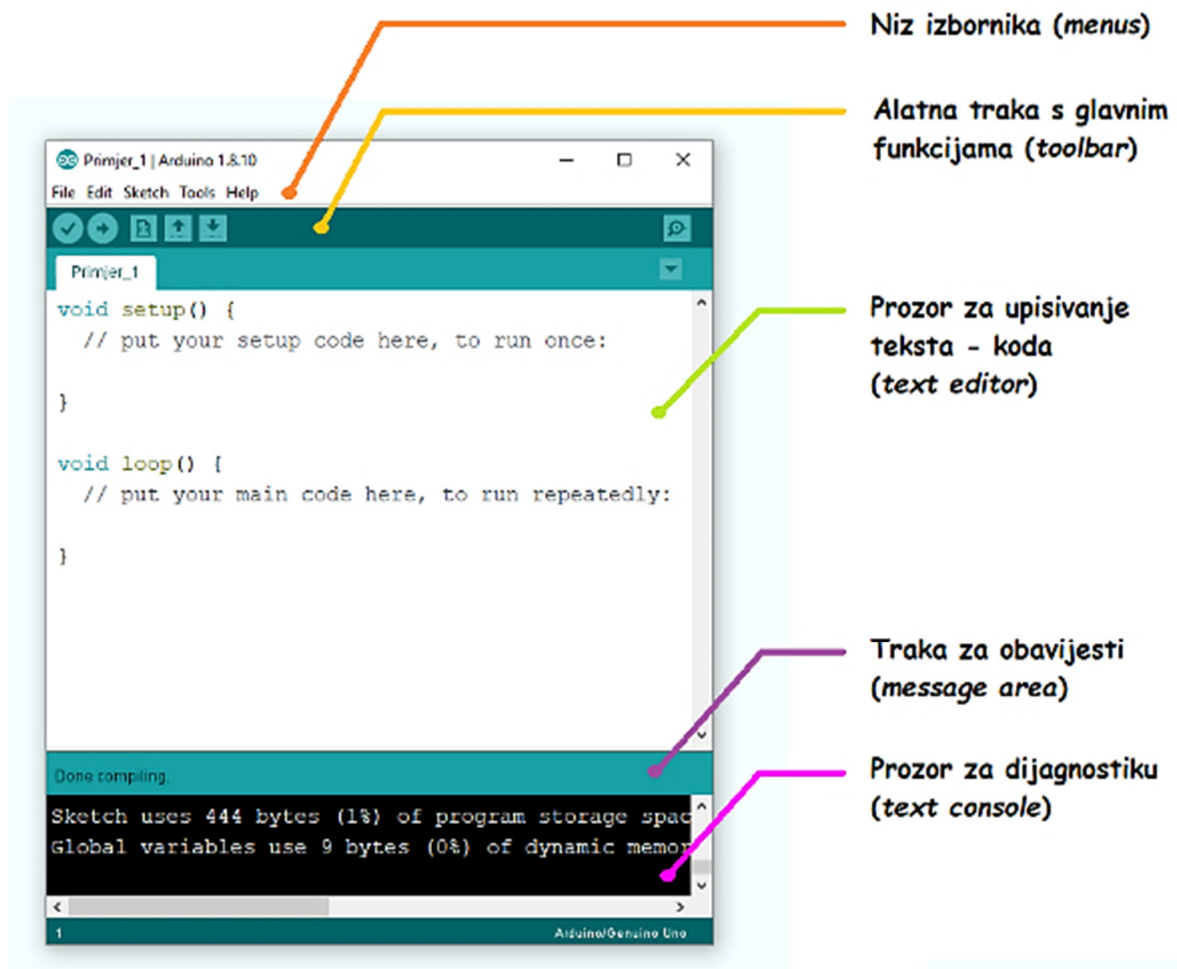 Niz izbornika (menus)
Alatna traka s glavnim
funkcijama (toolbar)
Primjer_1 | Arduino 1.8.10
File Edit Sketch Tools Help
Primjer_1
void setup() {
// put your setup code here, to run once:
}
void loop() {
// put your main code here, to run repeatedly:
}
Prozor za upisivanje
teksta - koda
(text editor)
Traka za obavijesti
(message area)
Done compiling.
Prozor za dijagnostiku
(text console)
Sketch uses 444 bytes (1%) of program storage spac
Global variables use 9 bytes (0%) of dynamic memor
1
Arduino/Genuino Uno